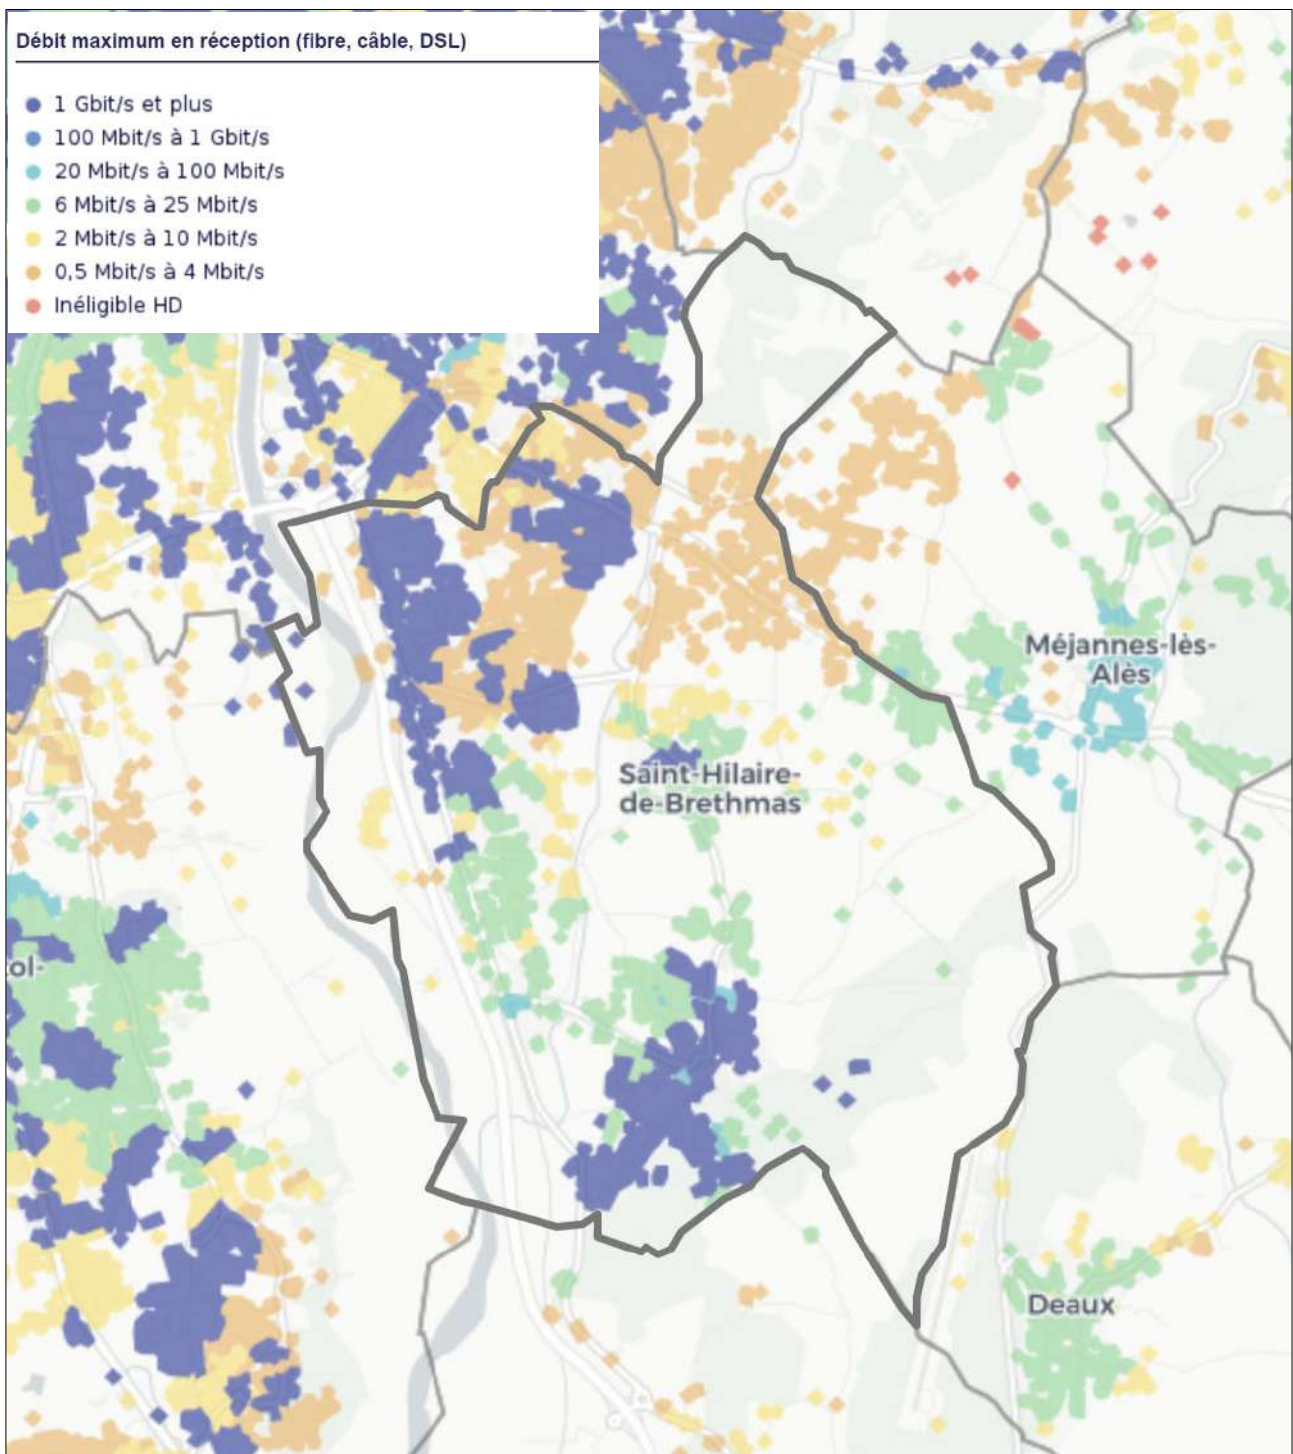 Débit maximum en réception (fibre, câble, DSL)
1 Gbit/s et plus
100 Mbit/s à 1 Gbit/s
20 Mbit/s à 100 Mbit/s
6 Mbit/s à 25 Mbit/s
2 Mbit/s à 10 Mbit/s
0,5 Mbit/s à 4 Mbit/s
Inéligible HD
Méjannes-lès-
Alès
Saint-Hilaire-
de-Brethmas
ol-
Deaux